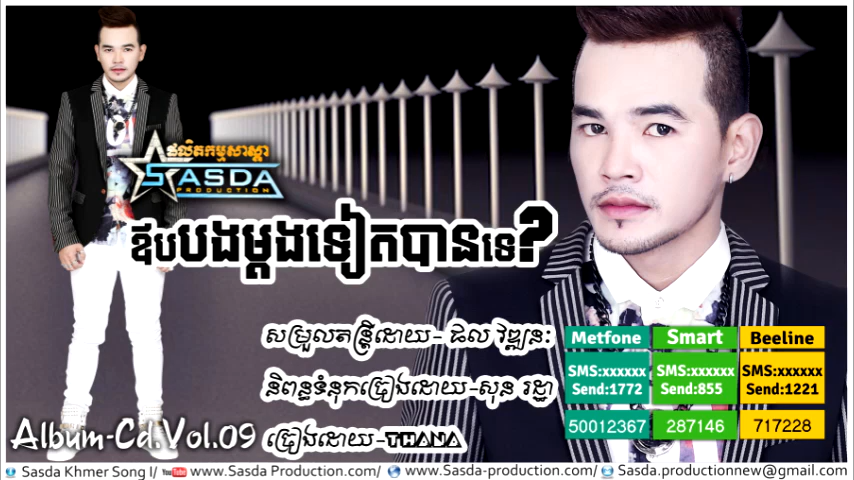 ផលិតកម្មសាស្តា
SASDA
PRODUCTION
ឱបបងម្តងទៀតបានទេ?
សម្រួលតន្ត្រីដោយ- ផល វឌ្ឍនៈ
និពន្ធទំនុកច្រៀងដោយ-សុន រដ្ឋា
ច្រៀងដោយ-THANA
Album-Cd.Vol.09
Metfone Smart Beeline
SMS:xxxxxx SMS:xxxxxx SMS:xxxxxx
Send:1772 Send:855 Send:1221
50012367 287146 717228
Sasda Khmer Song I/ YouTube www.Sasda Production.com/ www.Sasda-production.com/ Sasda.productionnew@gmail.com